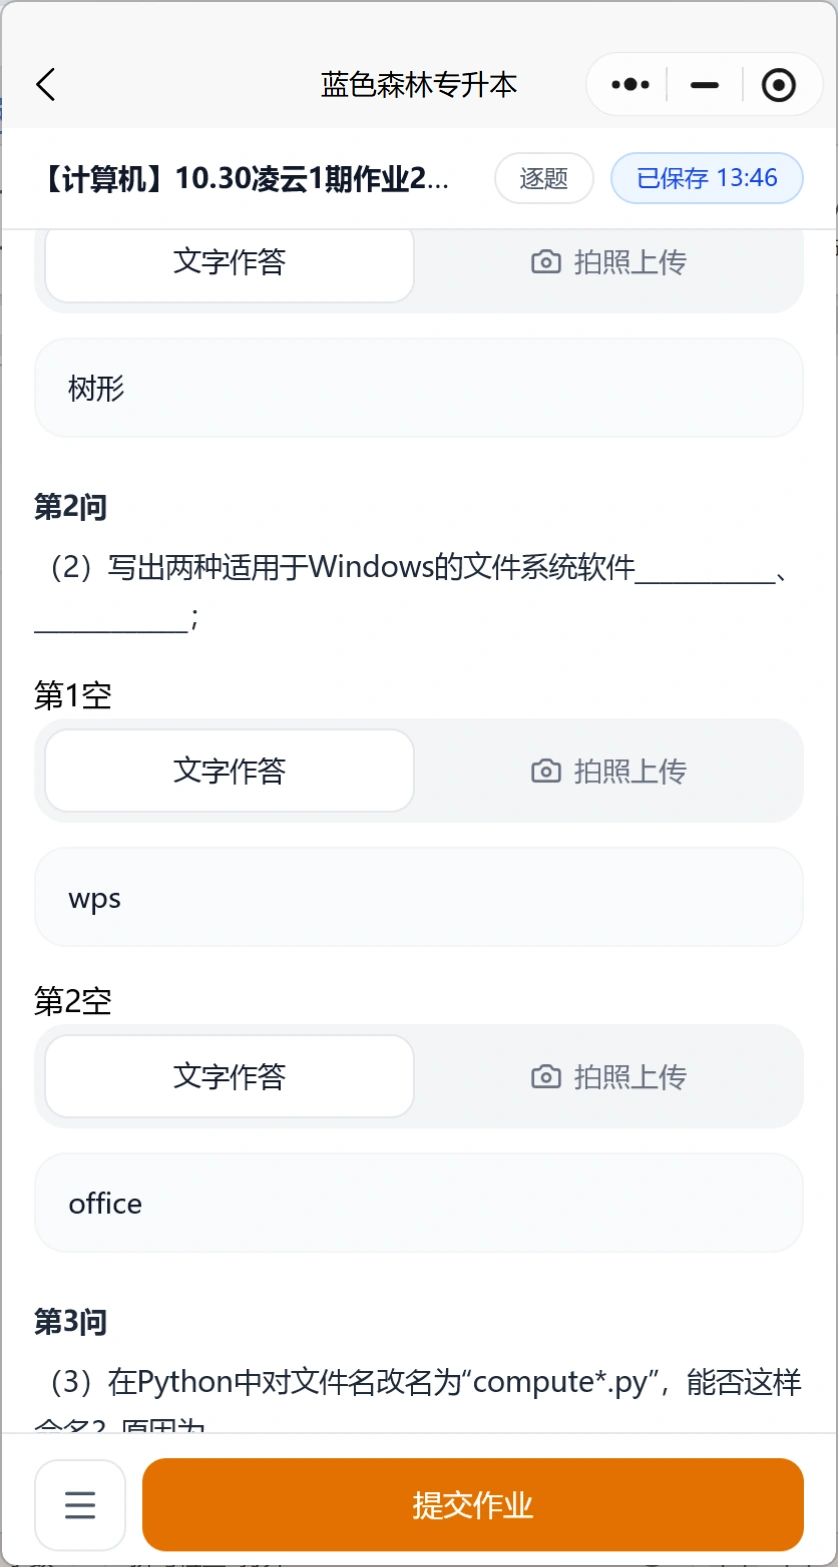 蓝色森林专升本
【计算机】10.30凌云1期作业2...
逐题
已保存 13:46
文字作答
拍照上传
树形
第2问
（2）写出两种适用于Windows的文件系统软件__________、
___________；
第1空
文字作答
拍照上传
wps
第2空
文字作答
拍照上传
office
第3问
（3）在Python中对文件名改名为“compute*.py”，能否这样
命名？原因为
提交作业